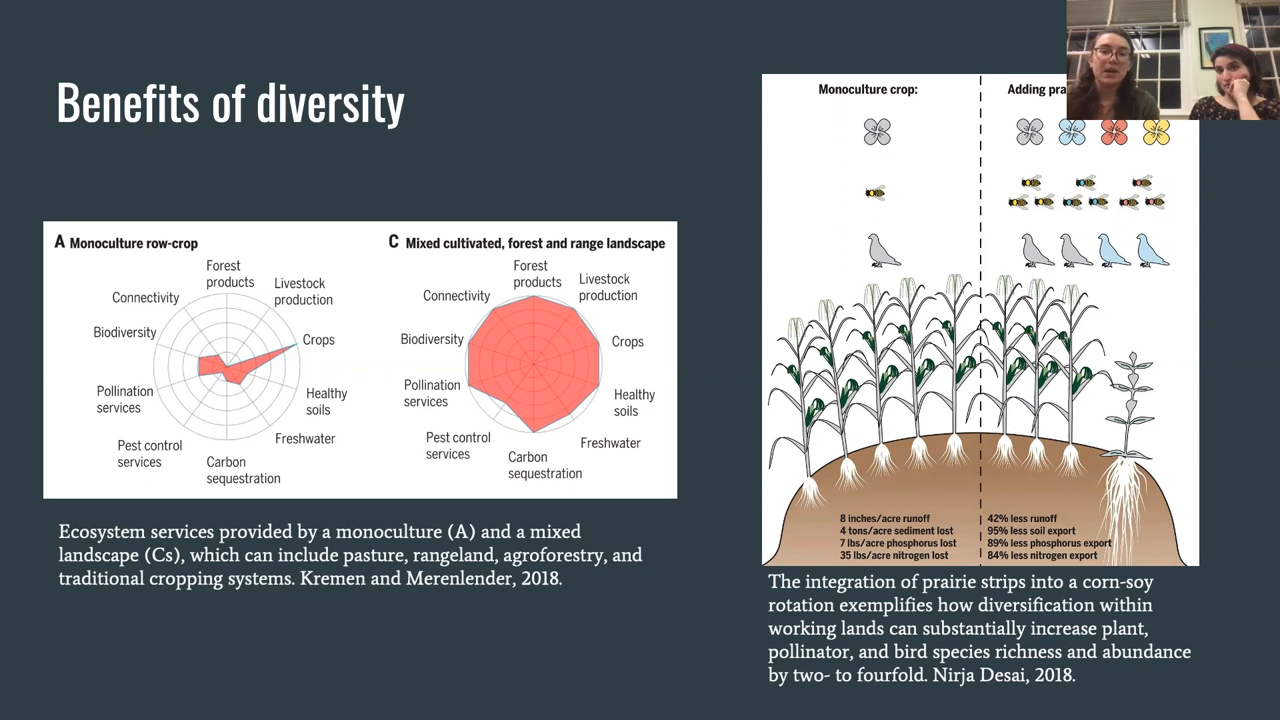 Benefits of diversity
A Monoculture row-crop
Forest
products
Livestock
production
Crops
Healthy
soils
Freshwater
Carbon
sequestration
Pest control
services
Pollination
services
Biodiversity
Connectivity
C Mixed cultivated, forest and range landscape
Forest
products
Livestock
production
Crops
Healthy
soils
Freshwater
Carbon
sequestration
Pest control
services
Pollination
services
Biodiversity
Connectivity
Ecosystem services provided by a monoculture (A) and a mixed
landscape (Cs), which can include pasture, rangeland, agroforestry, and
traditional cropping systems. Kremen and Merenlender, 2018.
Monoculture crop:
Adding
8 inches/acre runoff
4 tons/acre sediment lost
7 lbs/acre phosphorus lost
35 lbs/acre nitrogen lost
42% less runoff
95% less soil export
89% less phosphorus export
84% less nitrogen export
The integration of prairie strips into a corn-soy
rotation exemplifies how diversification within
working lands can substantially increase plant,
pollinator, and bird species richness and abundance
by two- to fourfold. Nirja Desai, 2018.